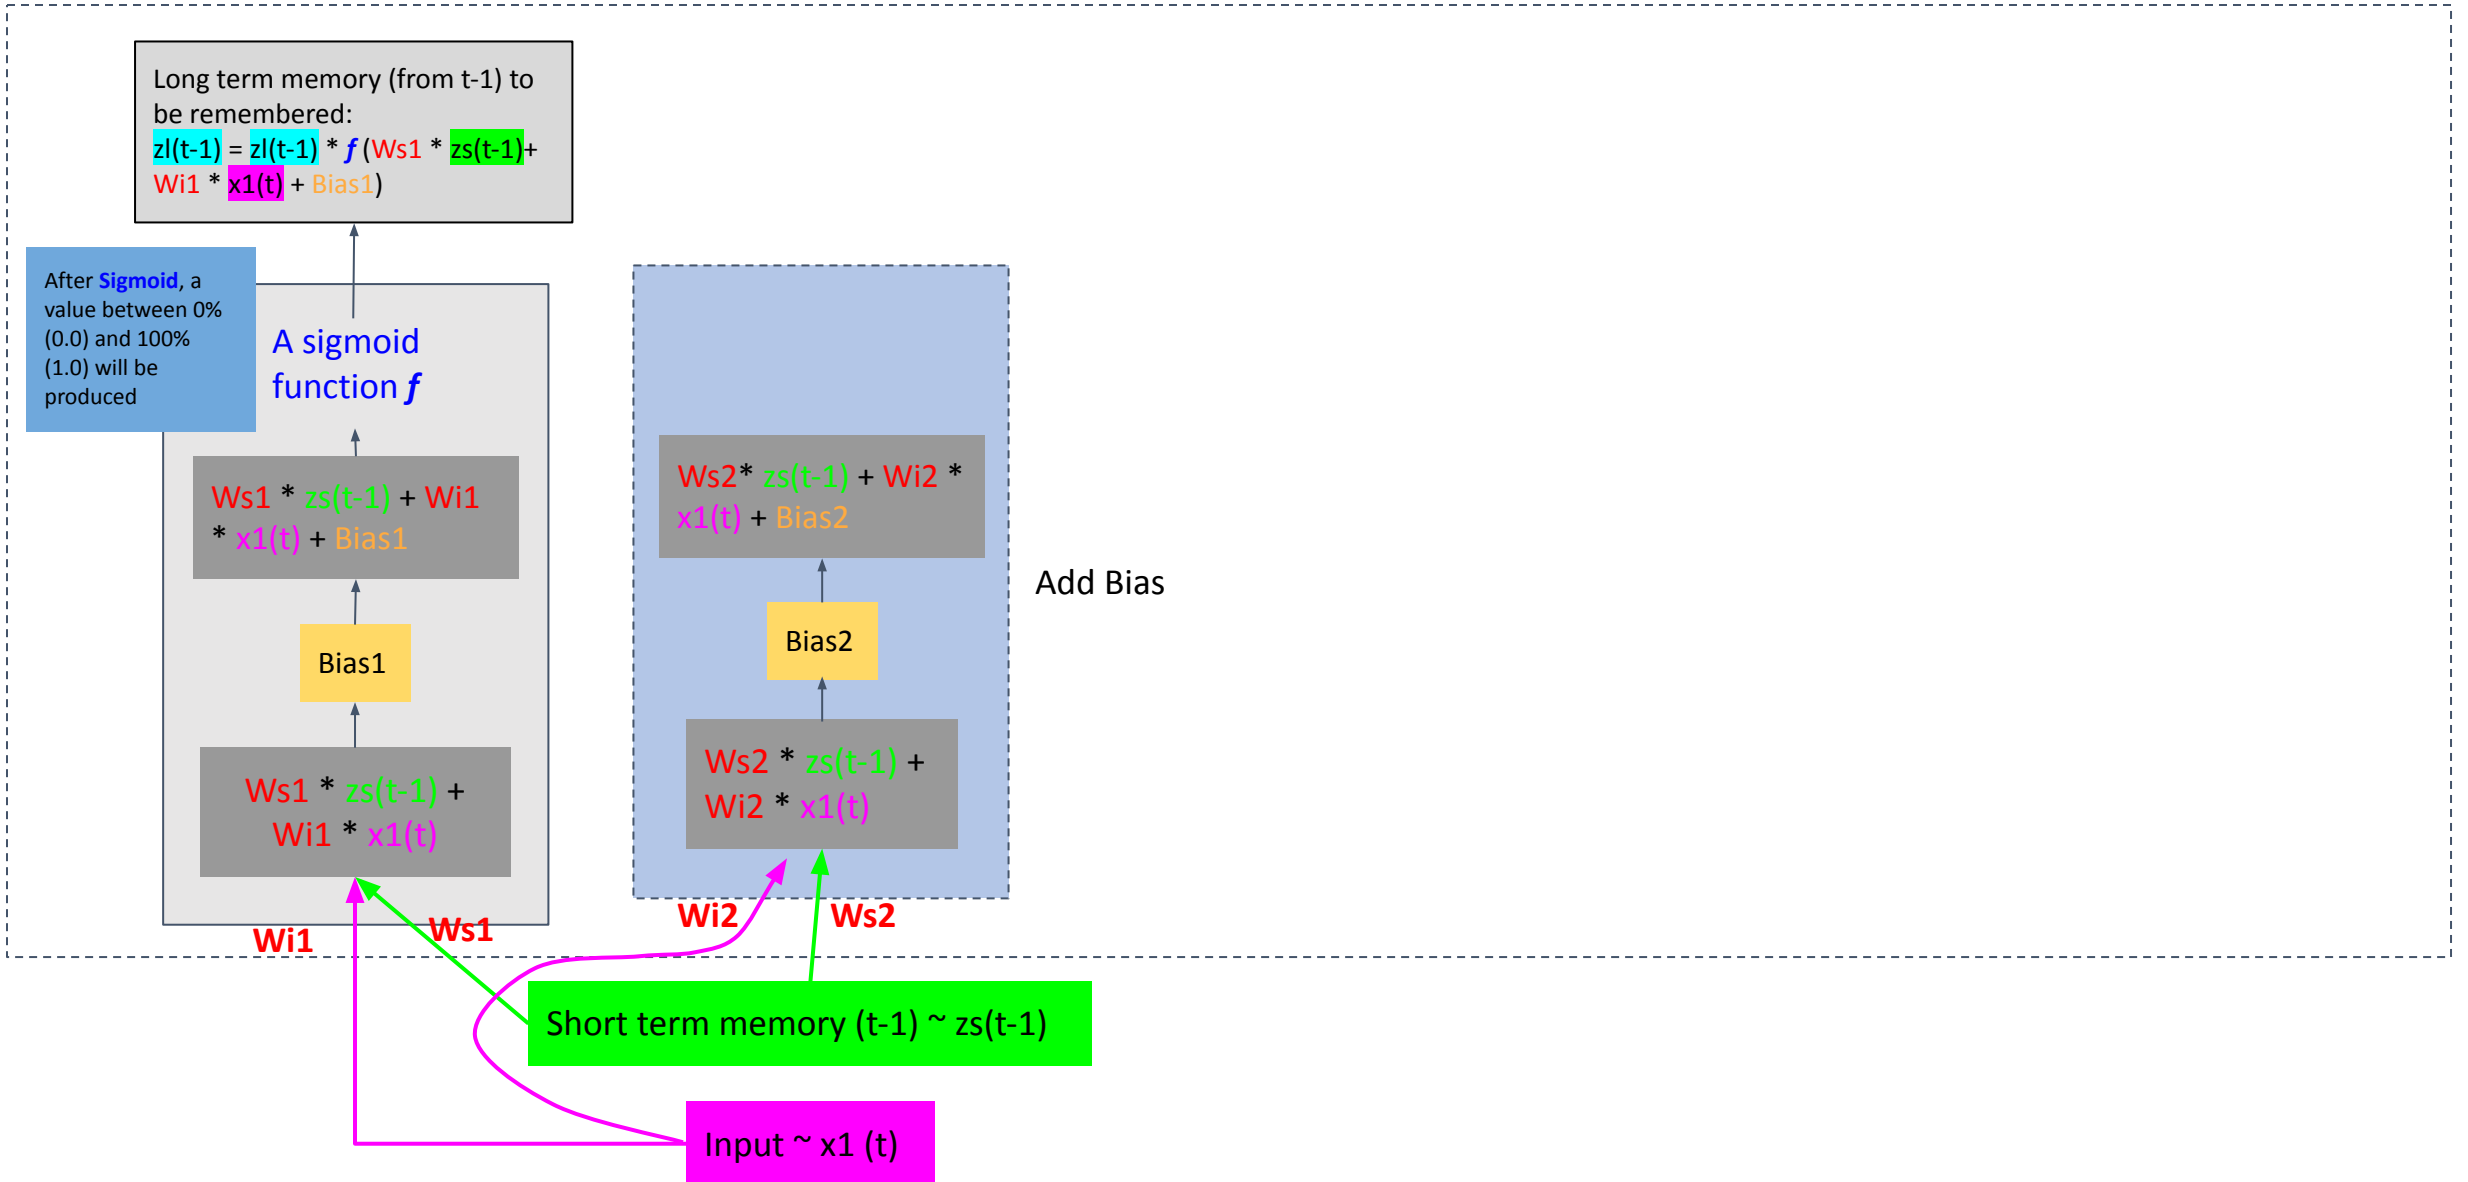 Long term memory (from t-1) to
be remembered:
zl(t-1) = zl(t-1) * f (Ws1 * zs(t-1)+
Wi1 * x1(t) + Bias1)
After Sigmoid, a
value between 0%
(0.0) and 100%
(1.0) will be
produced
A sigmoid
function f
Ws1 * zs(t-1) + Wi1
* x1(t) + Bias1
Bias1
Ws1 * zs(t-1) +
Wi1 * x1(t)
Wi1
Ws1
Ws2* zs(t-1) + Wi2 *
x1(t) + Bias2
Bias2
Ws2 * zs(t-1) +
Wi2 * x1(t)
Wi2
Ws2
Add Bias
Short term memory (t-1) ~ zs(t-1)
Input ~ x1 (t)